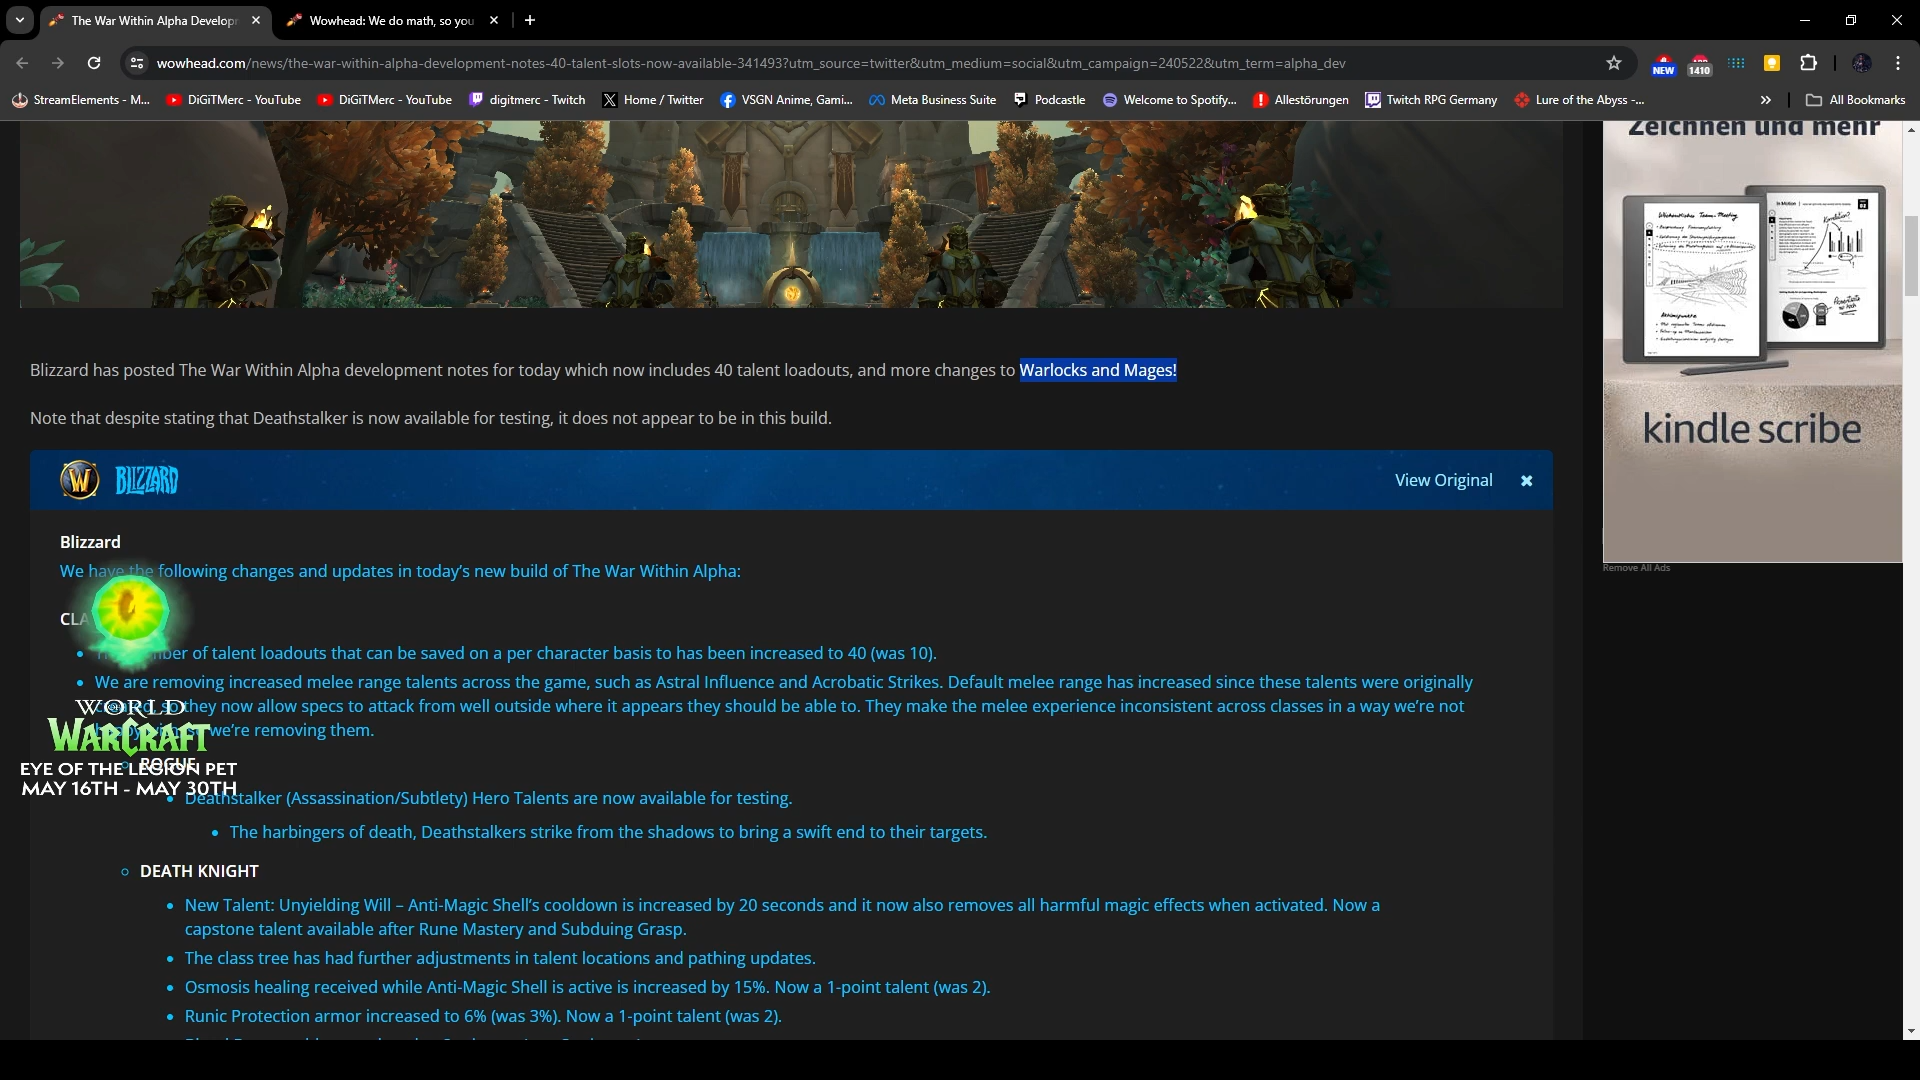 The War Within Alpha Develop
Wowhead: We do math, so you
wowhead.com/news/the-war-within-alpha-development-notes-40-talent-slots-now-available-341493?utm_source=twitter&utm_medium=social&utm_campaign=240522&utm_term=alpha_dev
NEW
1410
StreamElements - M...
DiGiTMerc - YouTube
DiGiTMerc - YouTube
digitmerc - Twitch
Home / Twitter
VSGN Anime, Gami...
Meta Business Suite
Podcastle
Welcome to Spotify...
Allestörungen
Twitch RPG Germany
Lure of the Abyss -...
All Bookmarks
Zeichnen und mehr
Blizzard has posted The War Within Alpha development notes for today which now includes 40 talent loadouts, and more changes to Warlocks and Mages!
Note that despite stating that Deathstalker is now available for testing, it does not appear to be in this build.
kindle scribe
Remove All Ads
BLIZZARD
View Original
Blizzard
We have the following changes and updates in today's new build of The War Within Alpha:
CLA
of talent loadouts that can be saved on a per character basis to has been increased to 40 (was 10).
We are removing increased melee range talents across the game, such as Astral Influence and Acrobatic Strikes. Default melee range has increased since these talents were originally
so they now allow specs to attack from well outside where it appears they should be able to. They make the melee experience inconsistent across classes in a way we're not
we're removing them.
WORLD
WARCRAFT
ROGUE
EYE OF THE LEGION PET
MAY 16TH - MAY 30TH
Deathstalker (Assassination/Subtlety) Hero Talents are now available for testing.
The harbingers of death, Deathstalkers strike from the shadows to bring a swift end to their targets.
DEATH KNIGHT
New Talent: Unyielding Will – Anti-Magic Shell's cooldown is increased by 20 seconds and it now also removes all harmful magic effects when activated. Now a
capstone talent available after Rune Mastery and Subduing Grasp.
The class tree has had further adjustments in talent locations and pathing updates.
Osmosis healing received while Anti-Magic Shell is active is increased by 15%. Now a 1-point talent (was 2).
Runic Protection armor increased to 6% (was 3%). Now a 1-point talent (was 2).